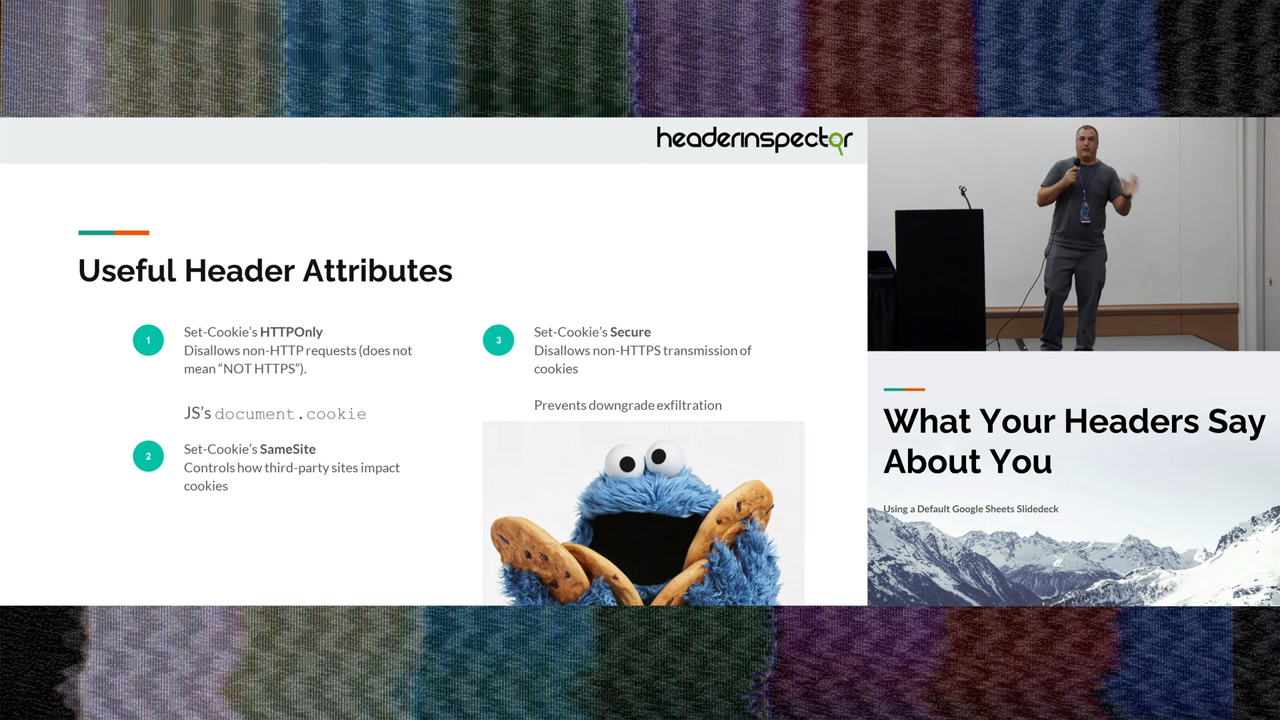 headerinspector
Useful Header Attributes
1
Set-Cookie's HTTPOnly
Disallows non-HTTP requests (does not
mean “NOT HTTPS”).
JS's document.cookie
2
Set-Cookie's SameSite
Controls how third-party sites impact
cookies
3
Set-Cookie's Secure
Disallows non-HTTPS transmission of
cookies
Prevents downgrade exfiltration
What Your Headers Say
About You
Using a Default Google Sheets Slidedeck